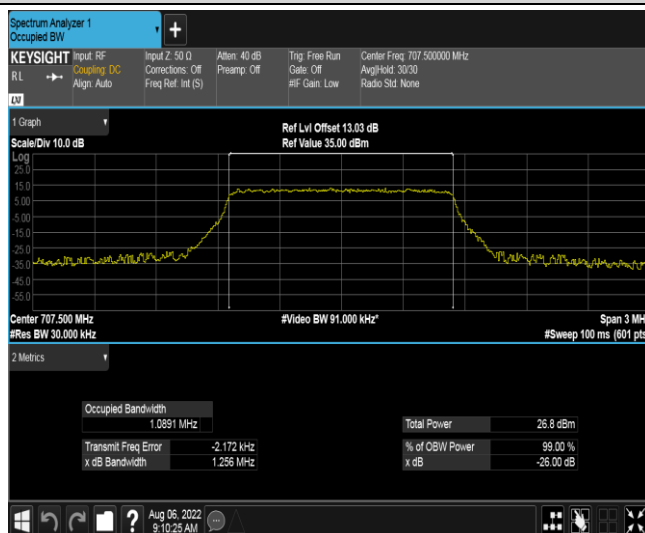 Spectrum Analyzer 1
Occupied BW
+
KEYSIGHT
R L
LXI
Input: RF
Coupling: DC
Align: Auto
Input Z: 50 Ω
Corrections: Off
Freq Ref: Int (S)
Atten: 40 dB
Preamp: Off
Trig: Free Run
Gate: Off
#IF Gain: Low
Center Freq: 707.500000 MHz
Avg|Hold: 30/30
Radio Std: None
1 Graph
Scale/Div 10.0 dB
Ref Lvl Offset 13.03 dB
Ref Value 35.00 dBm
Log
25.0
15.0
5.00
-5.00
-15.0
-25.0
-35.0
-45.0
-55.0
Center 707.500 MHz
#Video BW 91.000 kHz*
Span 3 MH
#Res BW 30.000 kHz
#Sweep 100 ms (601 pts
2 Metrics
Occupied Bandwidth
1.0891 MHz
Total Power 26.8 dBm
Transmit Freq Error -2.172 kHz
% of OBW Power 99.00 %
x dB Bandwidth 1.256 MHz
x dB -26.00 dB
?
Aug 06, 2022
9:10:25 AM